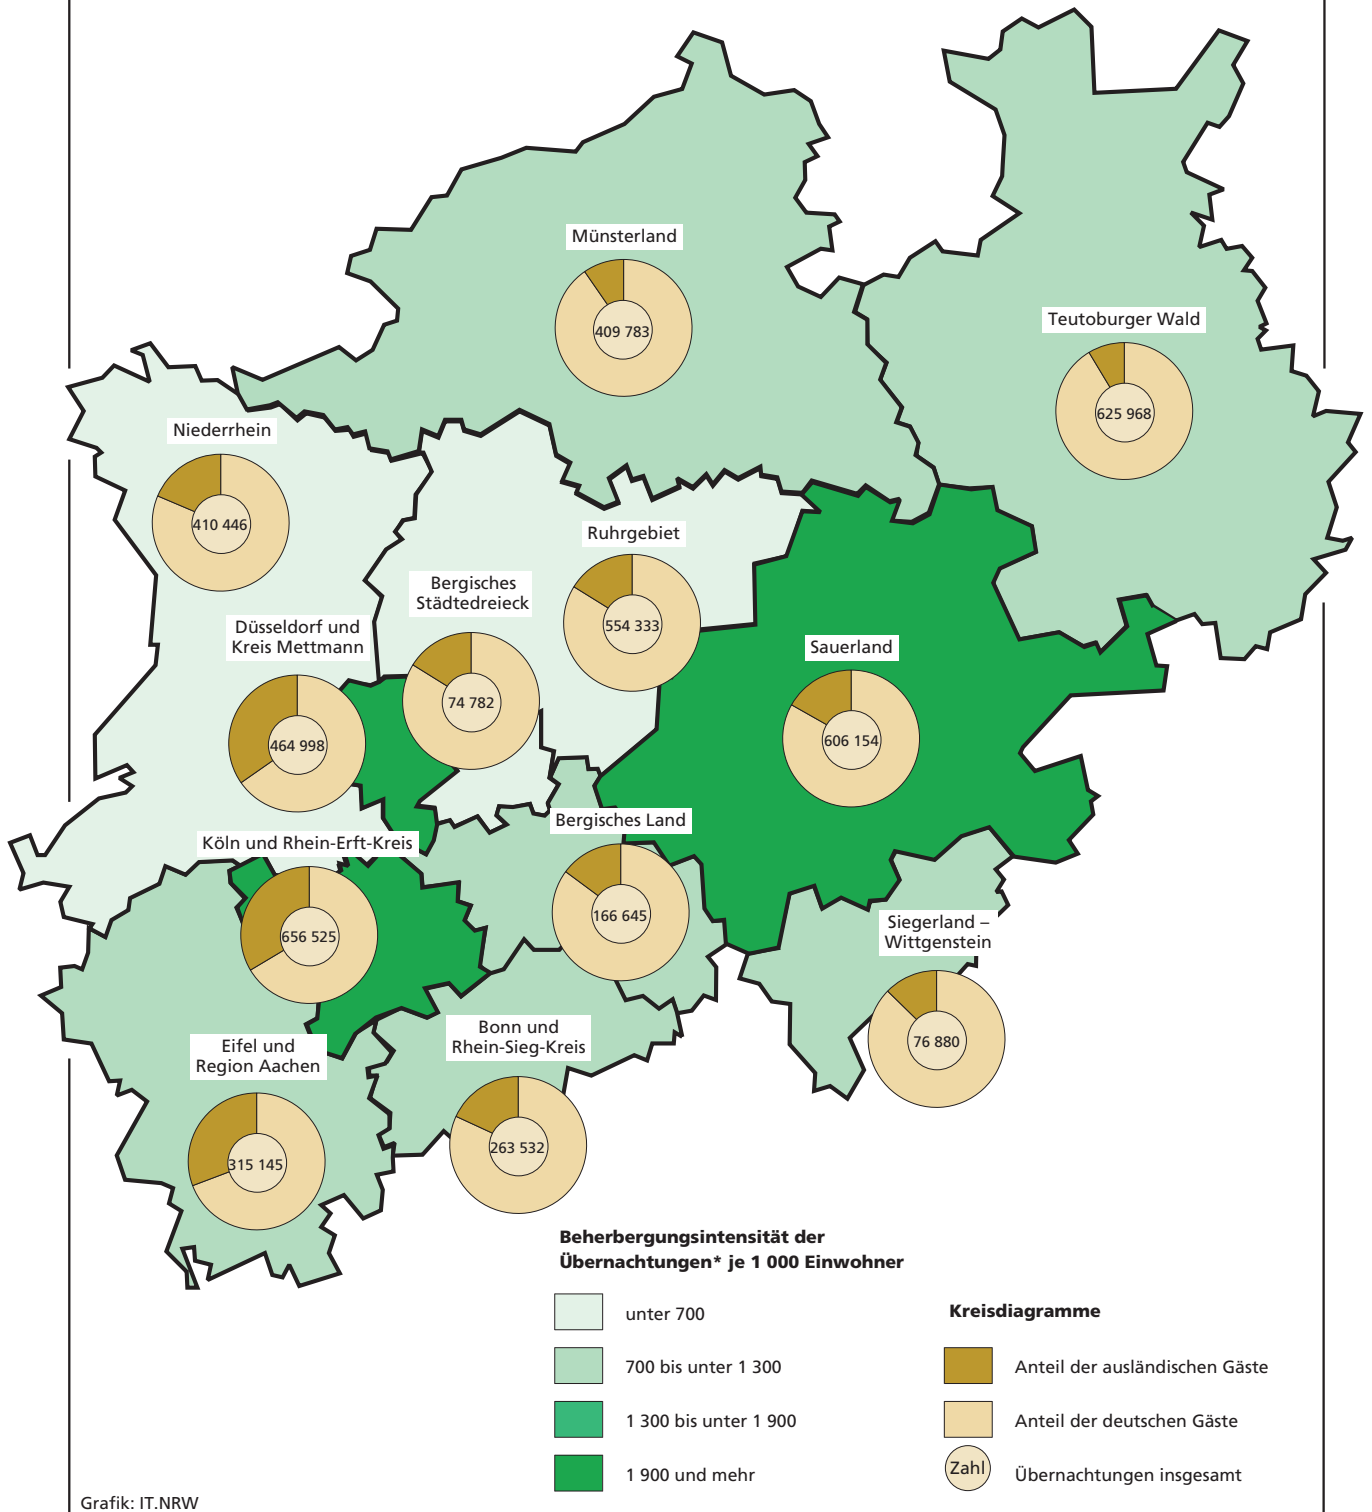 Münsterland
409 783
Teutoburger Wald
625 968
Niederrhein
410 446
Ruhrgebiet
554 333
Bergisches
Städtedreieck
74 782
Düsseldorf und
Kreis Mettmann
464 998
Sauerland
606 154
Bergisches Land
166 645
Köln und Rhein-Erft-Kreis
656 525
Siegerland –
Wittgenstein
76 880
Bonn und
Rhein-Sieg-Kreis
263 532
Eifel und
Region Aachen
315 145
Beherbergungsintensität der
Übernachtungen* je 1 000 Einwohner
unter 700
700 bis unter 1 300
1 300 bis unter 1 900
1 900 und mehr
Kreisdiagramme
Anteil der ausländischen Gäste
Anteil der deutschen Gäste
Zahl
Übernachtungen insgesamt
Grafik: IT.NRW